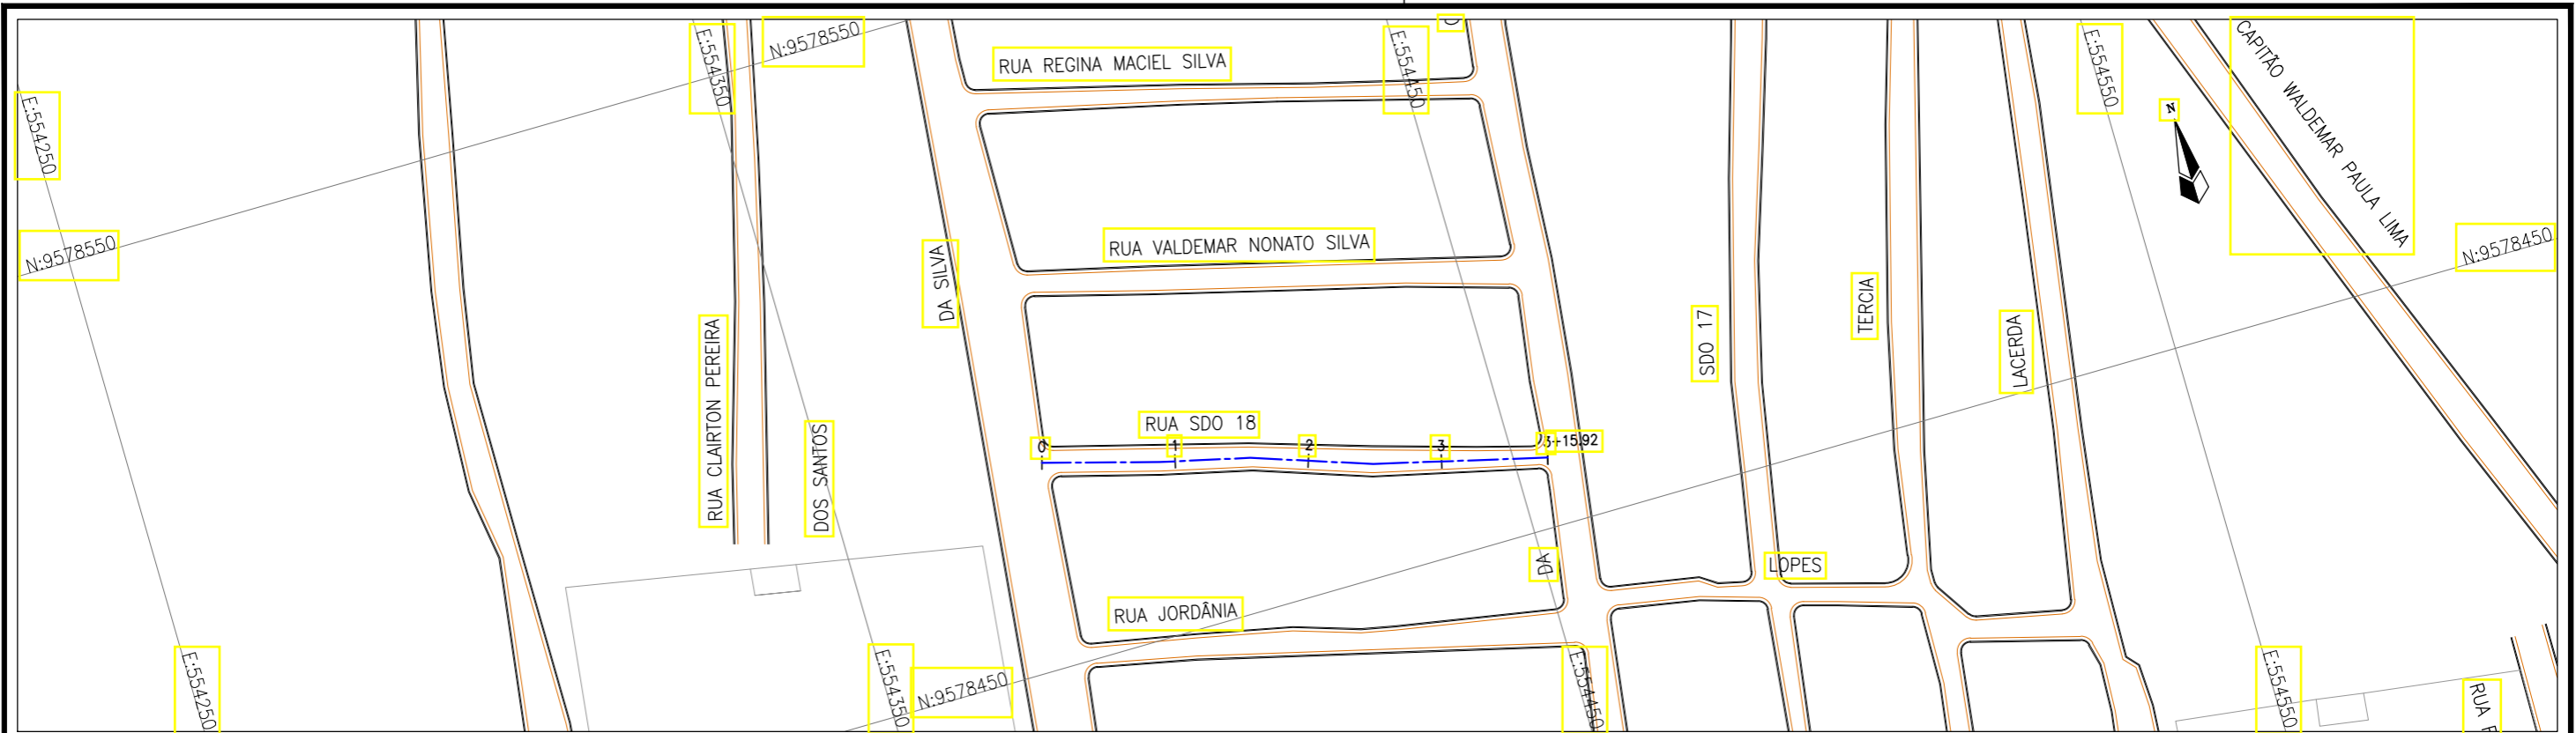 E:554250
N:9578550
E:554350
N:9578550
RUA REGINA MACIEL SILVA
E:554450
E:554550
N
CAPITÃO WALDEMAR PAULA LIMA
N:9578450
RUA VALDEMAR NONATO SILVA
DA SILVA
RUA CLAIRTON PEREIRA
DOS SANTOS
SDO 17
TERCIA
LACERDA
RUA SDO 18
0
1
2
3
3+15.92
DA
LOPES
RUA JORDÂNIA
E:554250
E:554350
N:9578450
E:554450
E:554550
RUA